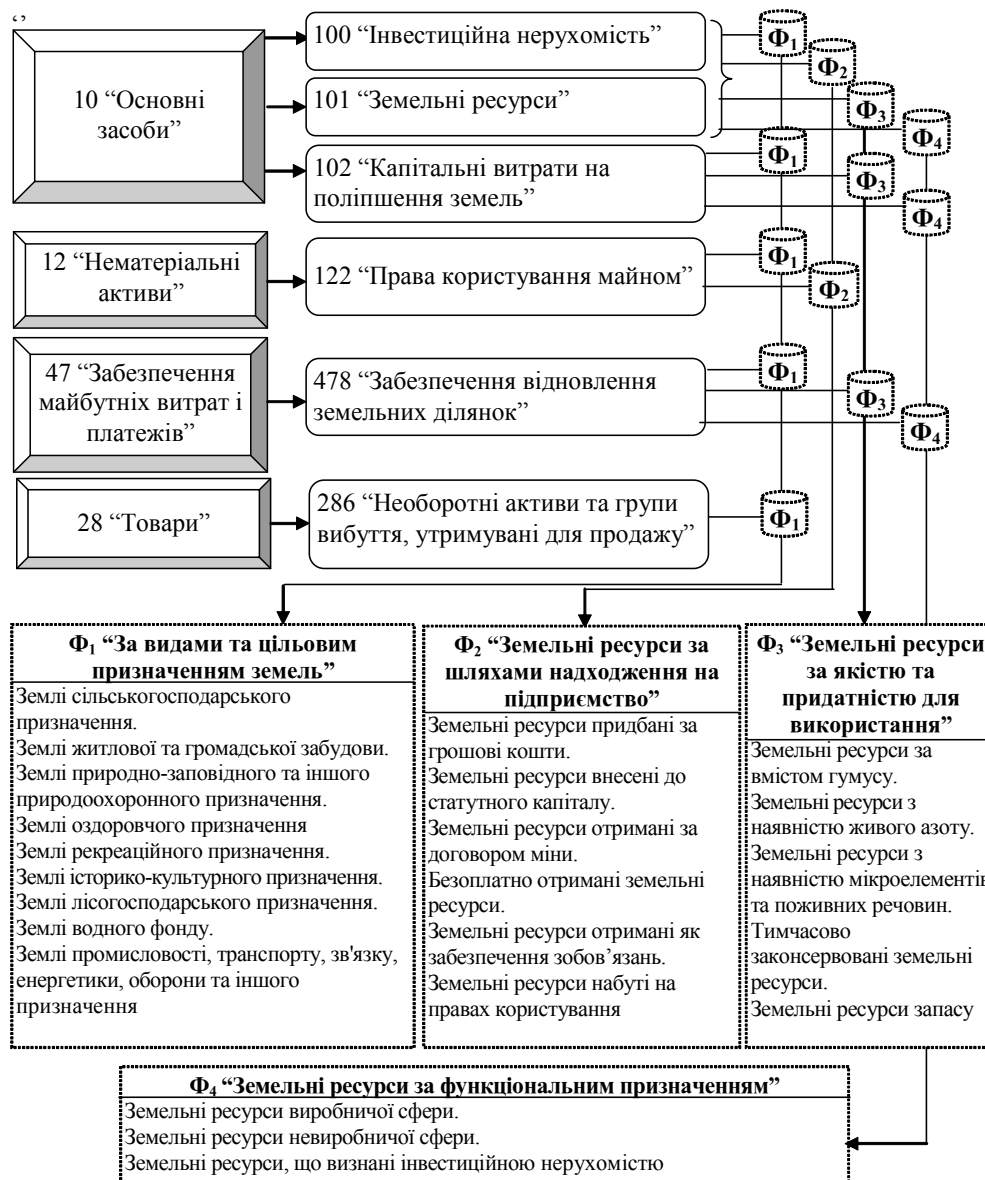 ‘’
10 “Основні
засоби”
100 “Інвестиційна нерухомість”
101 “Земельні ресурси”
102 “Капітальні витрати на
поліпшення земель”
Ф₁
Ф₂
Ф₃
Ф₄
Ф₁
Ф₃
Ф₄
12 “Нематеріальні
активи”
122 “Права користування майном”
Ф₁
Ф₂
47 “Забезпечення
майбутніх витрат і
платежів”
478 “Забезпечення відновлення
земельних ділянок”
Ф₁
Ф₃
Ф₄
28 “Товари”
286 “Необоротні активи та групи
вибуття, утримувані для продажу”
Ф₁
Ф₁ “За видами та цільовим
призначенням земель”
Землі сільськогосподарського
призначення.
Землі житлової та громадської забудови.
Землі природно-заповідного та іншого
природоохоронного призначення.
Землі оздоровчого призначення
Землі рекреаційного призначення.
Землі історико-культурного призначення.
Землі лісогосподарського призначення.
Землі водного фонду.
Землі промисловості, транспорту, зв'язку,
енергетики, оборони та іншого
призначення
Ф₂ “Земельні ресурси за
шляхами надходження на
підприємство”
Земельні ресурси придбані за
грошові кошти.
Земельні ресурси внесені до
статутного капіталу.
Земельні ресурси отримані за
договором міни.
Безоплатно отримані земельні
ресурси.
Земельні ресурси отримані як
забезпечення зобов’язань.
Земельні ресурси набуті на
правах користування
Ф₃ “Земельні ресурси
за якістю та
придатністю для
використання”
Земельні ресурси за
вмістом гумусу.
Земельні ресурси з
наявністю живого азоту.
Земельні ресурси з
наявністю мікроелементів
та поживних речовин.
Тимчасово
законсервовані земельні
ресурси.
Земельні ресурси запасу
Ф₄ “Земельні ресурси за функціональним призначенням”
Земельні ресурси виробничої сфери.
Земельні ресурси невиробничої сфери.
Земельні ресурси, що визнані інвестиційною нерухомістю